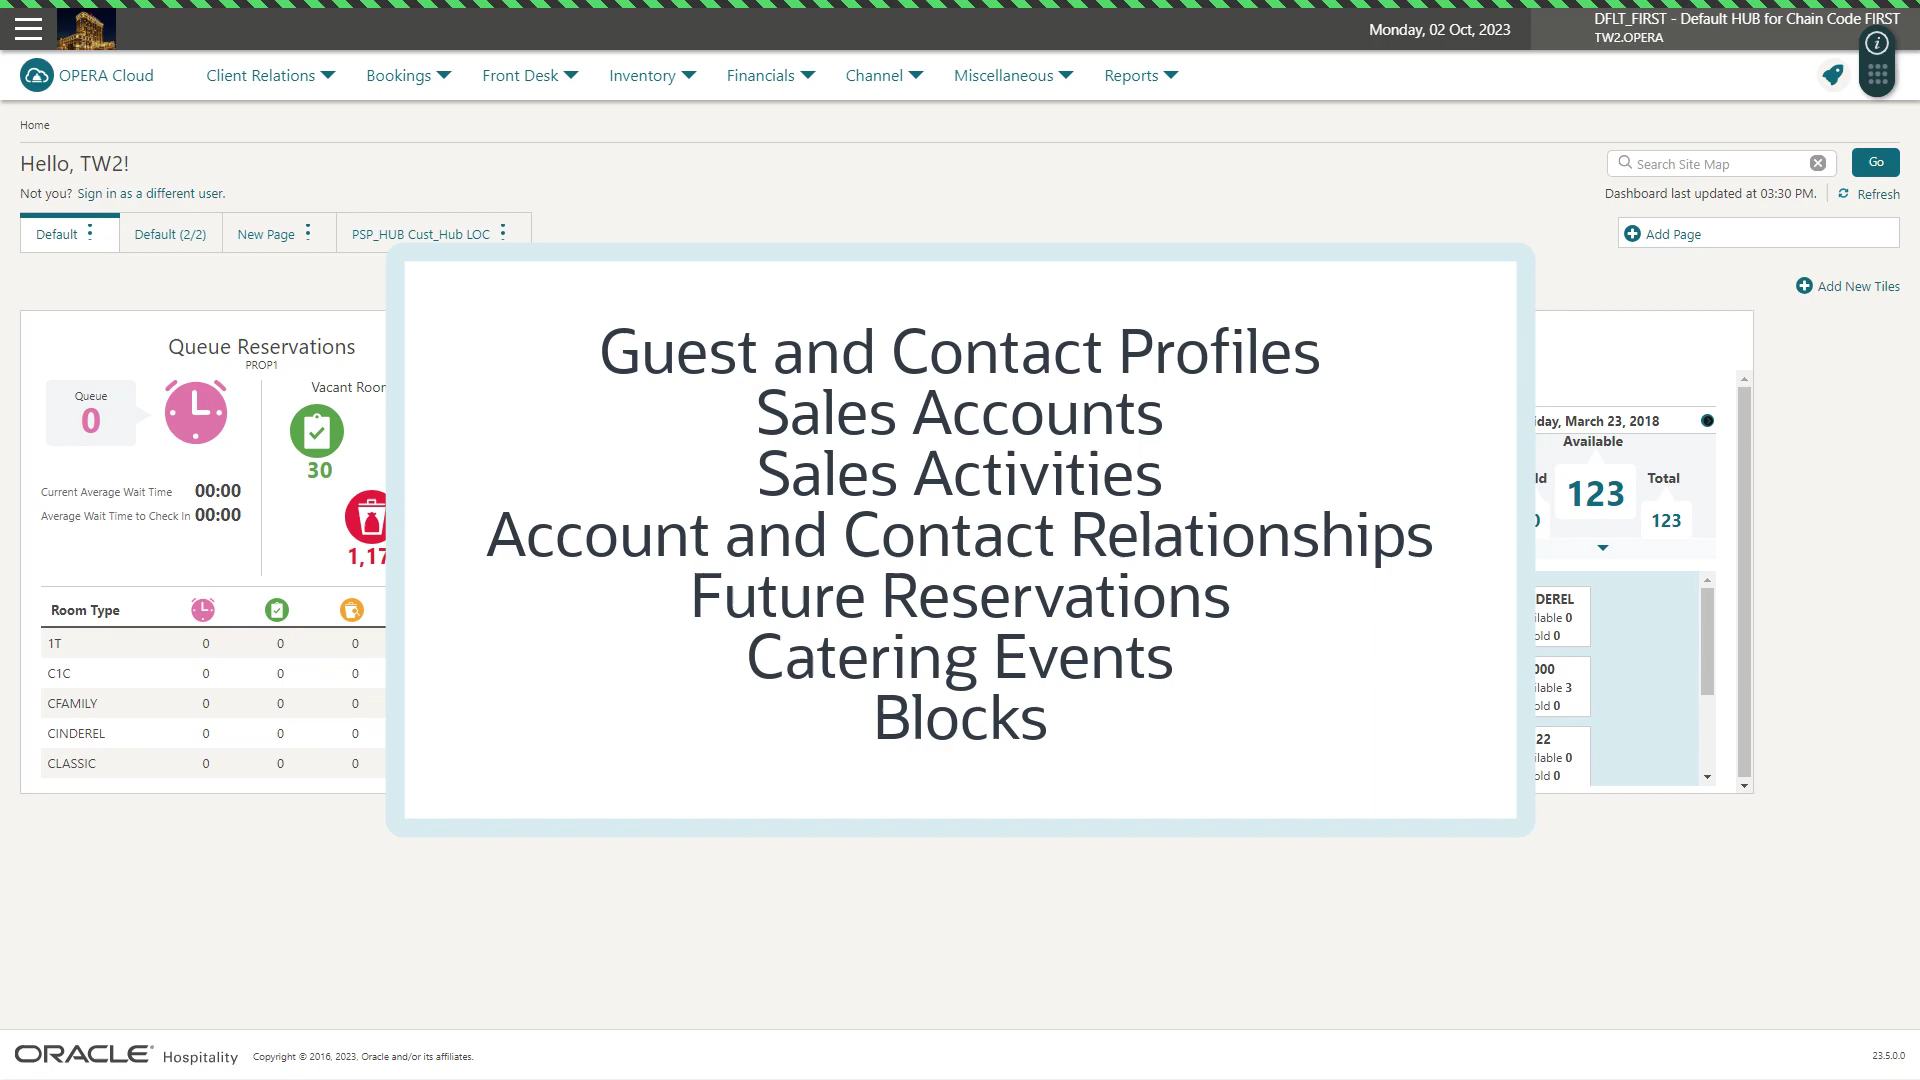 Monday, 02 Oct, 2023
DFLT_FIRST - Default HUB for Chain Code FIRST
TW2.OPERA
OPERA Cloud
Client Relations
Bookings
Front Desk
Inventory
Financials
Channel
Miscellaneous
Reports
Home
Hello, TW2!
Search Site Map
Go
Not you? Sign in as a different user.
Dashboard last updated at 03:30 PM.
Refresh
Default
Default (2/2)
New Page
PSP_HUB Cust_Hub LOC
Add Page
Add New Tiles
Queue Reservations
PROP1
Queue
0
Vacant Roor
30
Current Average Wait Time 00:00
Average Wait Time to Check In 00:00
1,17
Room Type
1T 0 0 0
C1C 0 0 0
CFAMILY 0 0 0
CINDEREL 0 0 0
CLASSIC 0 0 0
Guest and Contact Profiles
Sales Accounts
Sales Activities
Account and Contact Relationships
Future Reservations
Catering Events
Blocks
iday, March 23, 2018
Available
ld
123
Total
123
DEREL
ilable 0
old 0
000
ilable 3
old 0
22
ilable 0
old 0
ORACLE Hospitality
Copyright © 2016, 2023, Oracle and/or its affiliates.
23.5.0.0